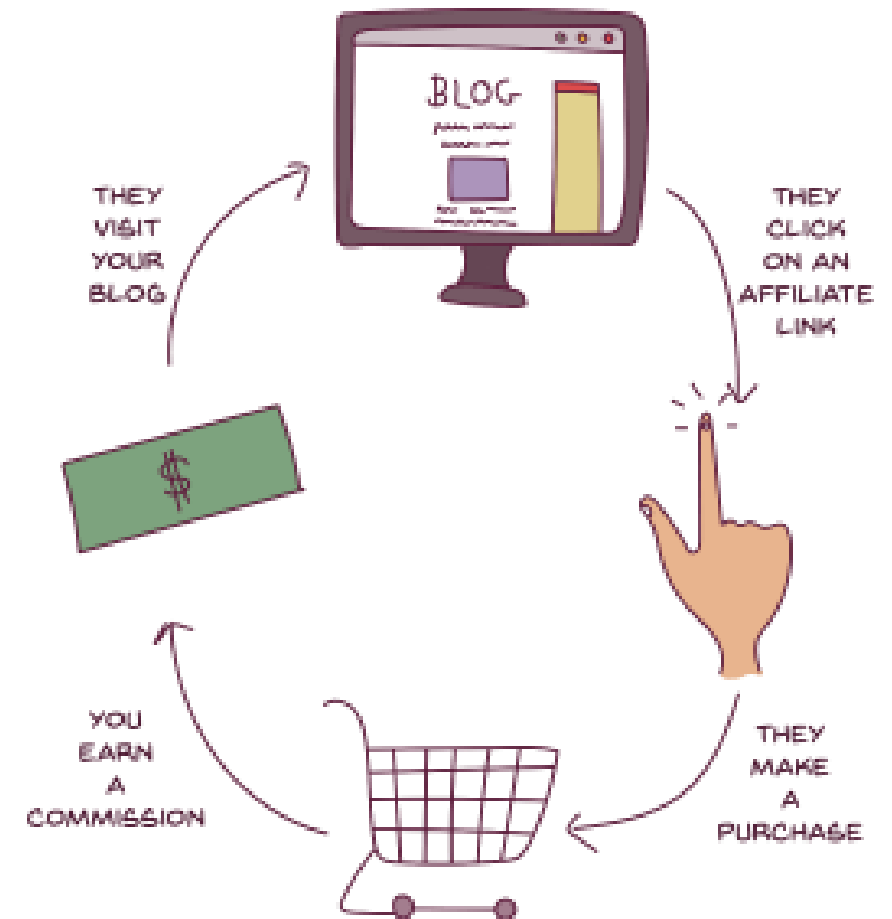 BLOG
THEY
VISIT
YOUR
BLOG
THEY
CLICK
ON AN
AFFILIATE
LINK
$
YOU
EARN
A
COMMISSION
THEY
MAKE
A
PURCHASE